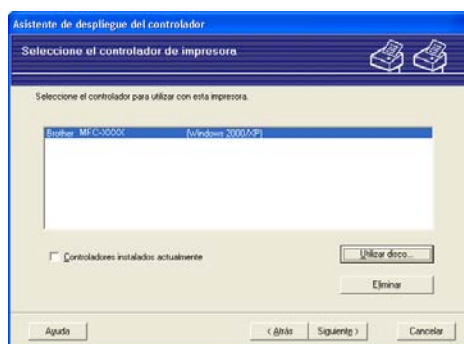 Asistente de despliegue del controlador
Seleccione el controlador de impresora
Seleccione el controlador para utilizar con esta impresora.
Brother MFC-XXXX (Windows 2000/XP)
Controladores instalados actualmente
Utilizar disco...
Eliminar
Ayuda
< Atrás
Siguiente >
Cancelar